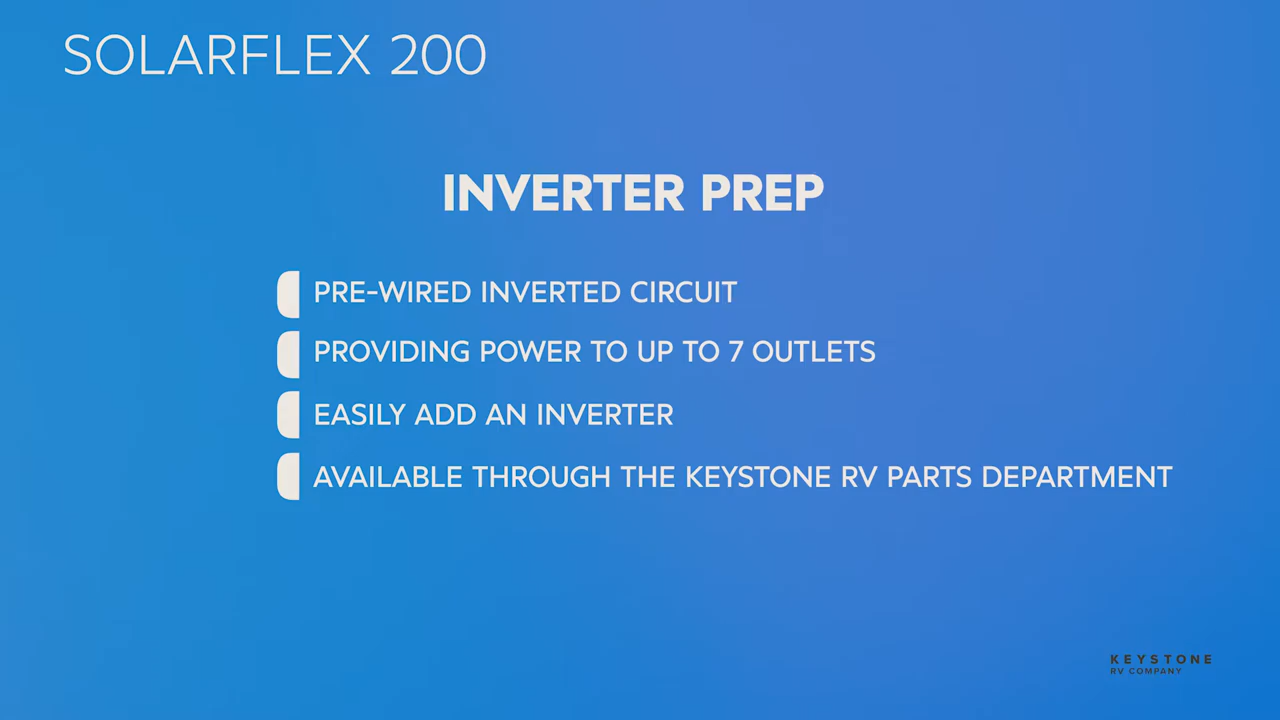 SOLARFLEX 200
INVERTER PREP
PRE-WIRED INVERTED CIRCUIT
PROVIDING POWER TO UP TO 7 OUTLETS
EASILY ADD AN INVERTER
AVAILABLE THROUGH THE KEYSTONE RV PARTS DEPARTMENT
KEYSTONE
RV COMPANY